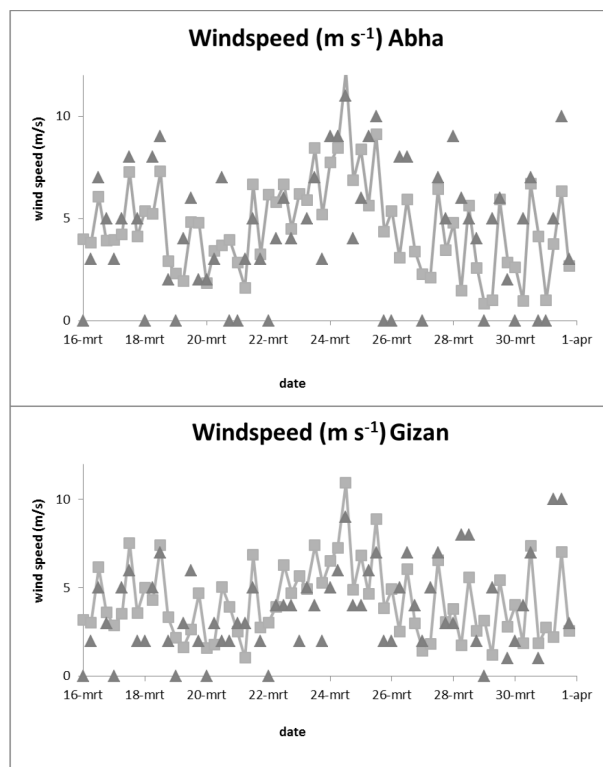 Windspeed (m s-1) Abha
10
5
0
wind speed (m/s)
16-mrt 18-mrt 20-mrt 22-mrt 24-mrt 26-mrt 28-mrt 30-mrt 1-apr
date
Windspeed (m s-1) Gizan
10
5
0
wind speed (m/s)
16-mrt 18-mrt 20-mrt 22-mrt 24-mrt 26-mrt 28-mrt 30-mrt 1-apr
date